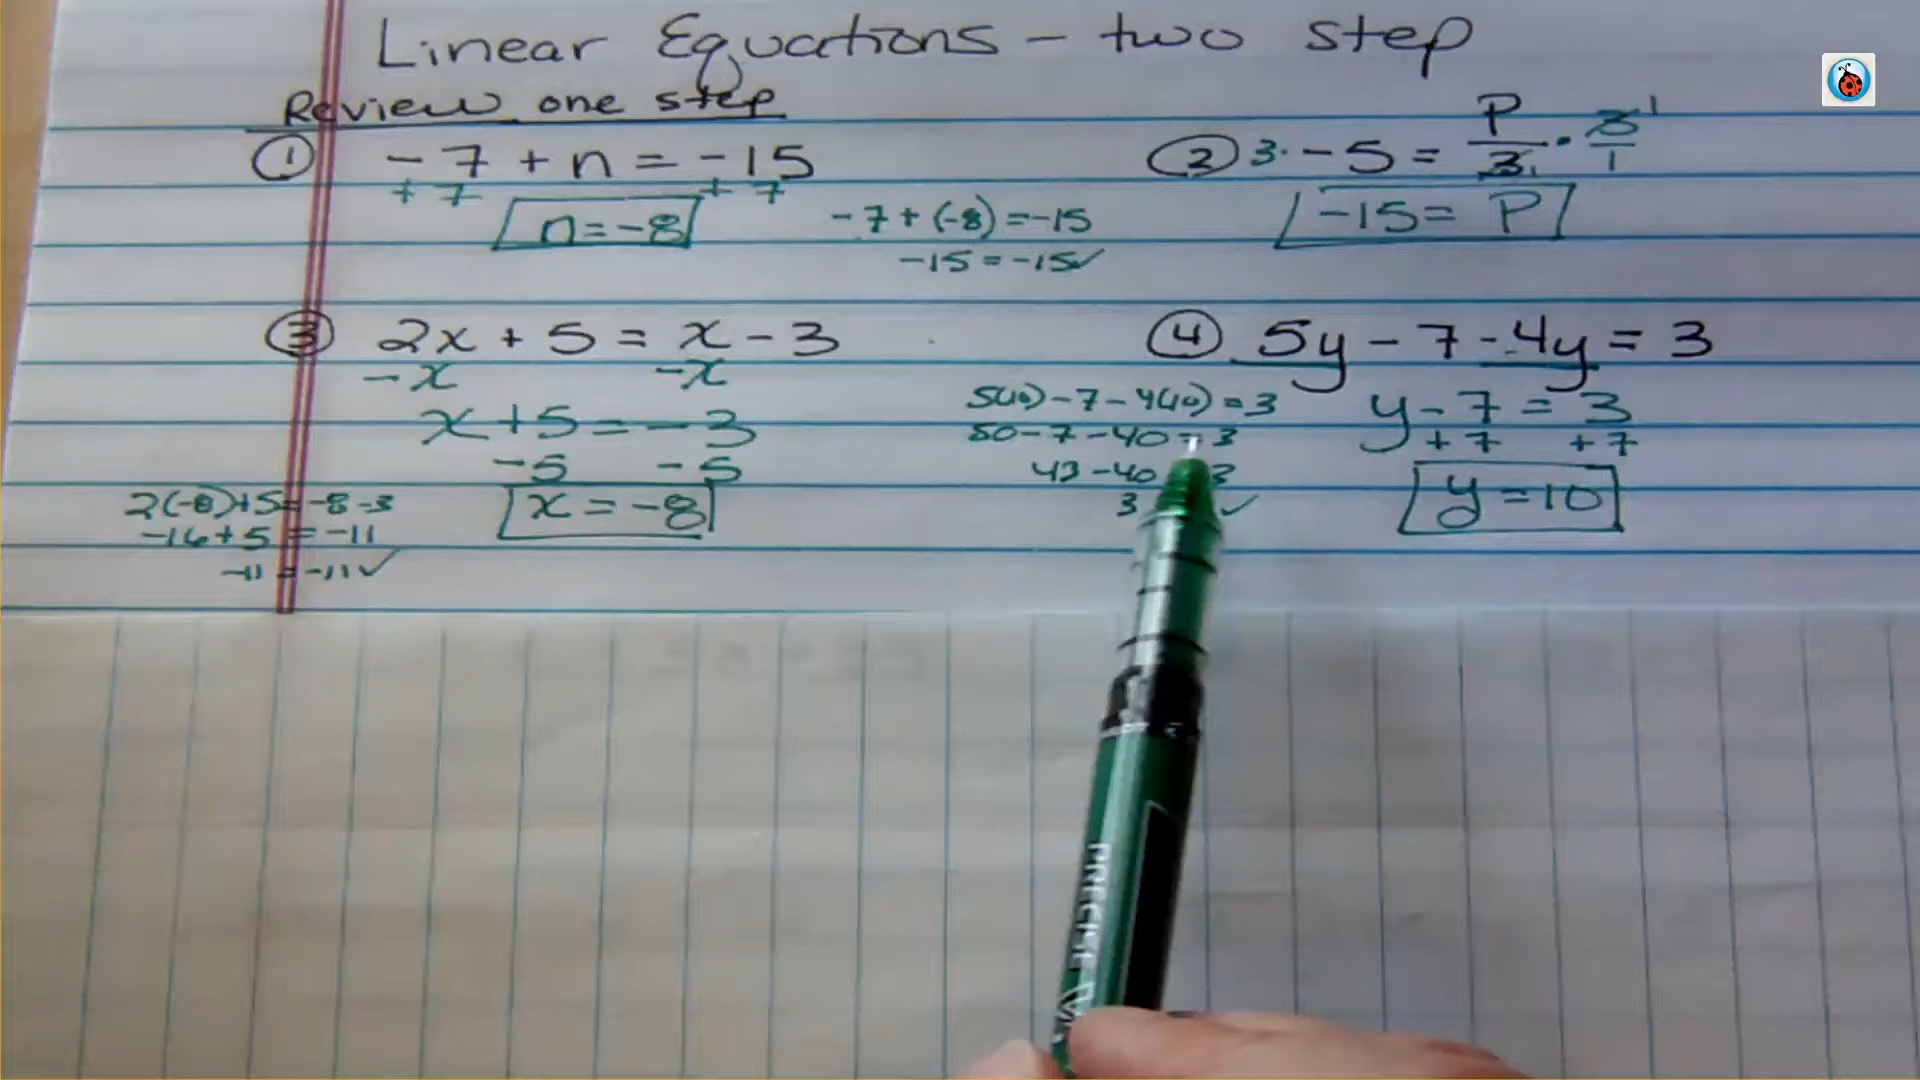 Linear Equations - two step
Review one step
① -7 + n = -15
+7 +7
n = -8
-7 + (-8) = -15
-15 = -15 ✓
② 3· -5 = P/3 · 3/1 1
-15 = P
③ 2x + 5 = x - 3
-x -x
x + 5 = -3
-5 -5
x = -8
2(-8)+5 = -8-3
-16+5 = -11
-11 = -11 ✓
④ 5y - 7 - 4y = 3
5(10) - 7 - 4(10) = 3
50 - 7 - 40 = 3
43 - 40 3
3 ✓
y - 7 = 3
+7 +7
y = 10
PRECISE V